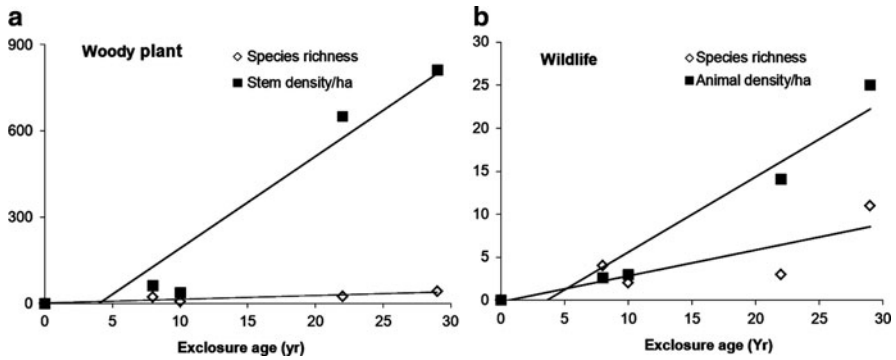 a
Woody plant
Species richness
Stem density/ha
900
600
300
0
0 5 10 15 20 25 30
Exclosure age (yr)
b
Wildlife
Species richness
Animal density/ha
30
25
20
15
10
5
0
0 5 10 15 20 25 30
Exclosure age (Yr)